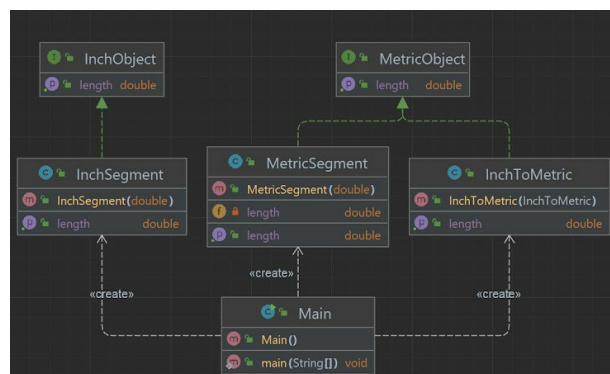 InchObject
length double
MetricObject
length double
InchSegment
InchSegment(double)
length double
MetricSegment
MetricSegment(double)
length double
length double
InchToMetric
InchToMetric(InchToMetric)
length double
«create»
«create»
«create»
Main
Main()
main(String[]) void